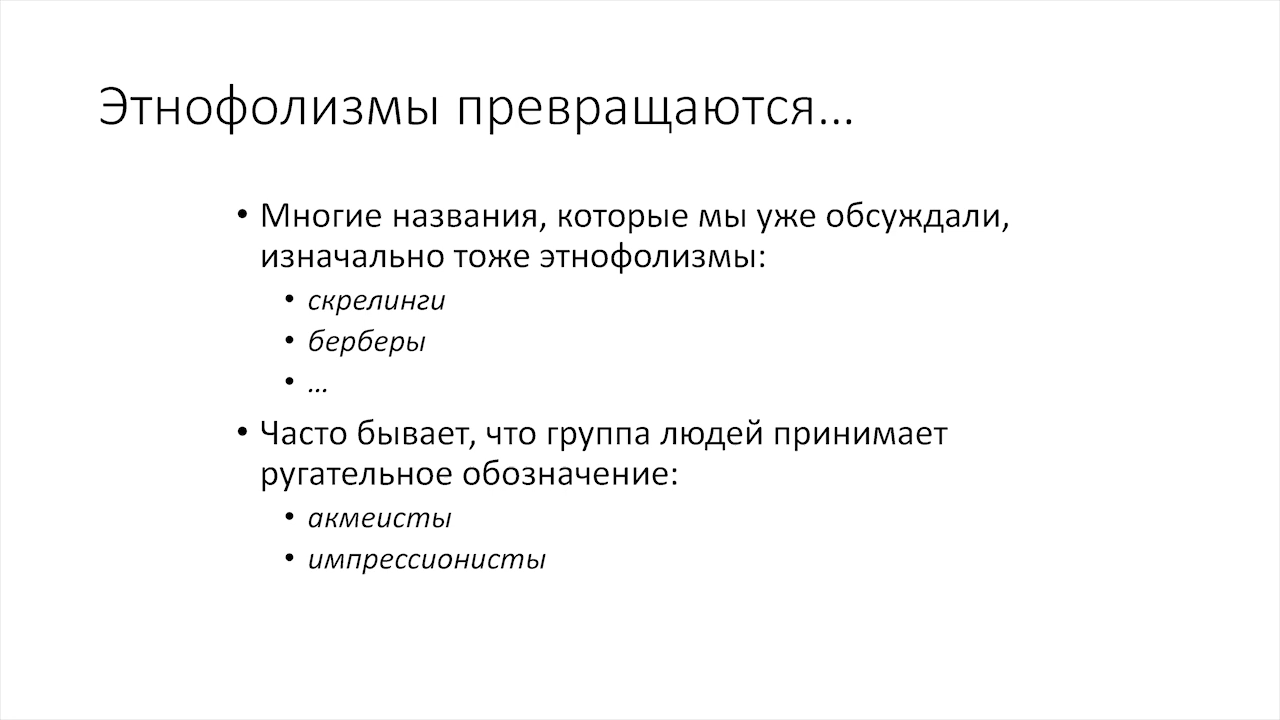 Этнофолизмы превращаются...
• Многие названия, которые мы уже обсуждали,
изначально тоже этнофолизмы:
• скрелинги
• берберы
• ...
• Часто бывает, что группа людей принимает
ругательное обозначение:
• акмеисты
• импрессионисты